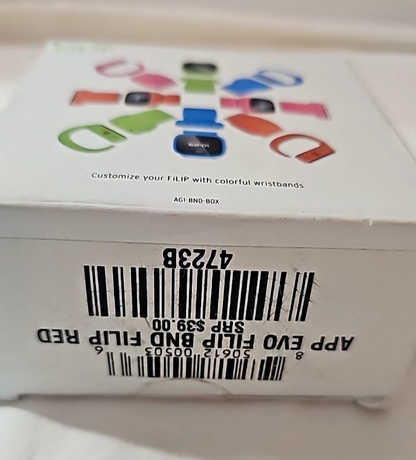 Customize your FiLIP with colorful wristbands
AG1-BND-BOX
8 50612 00503 6
APP EVO FILIP BND FILIP RED
SRP $39.00
4723B